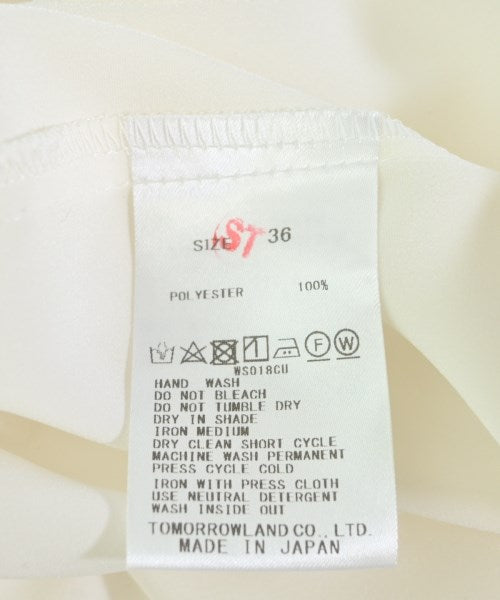 SIZE ST 36
POLYESTER 100%
F W
WS018CU
HAND WASH
DO NOT BLEACH
DO NOT TUMBLE DRY
DRY IN SHADE
IRON MEDIUM
DRY CLEAN SHORT CYCLE
MACHINE WASH PERMANENT
PRESS CYCLE COLD
IRON WITH PRESS CLOTH
USE NEUTRAL DETERGENT
WASH INSIDE OUT
TOMORROWLAND CO., LTD.
MADE IN JAPAN